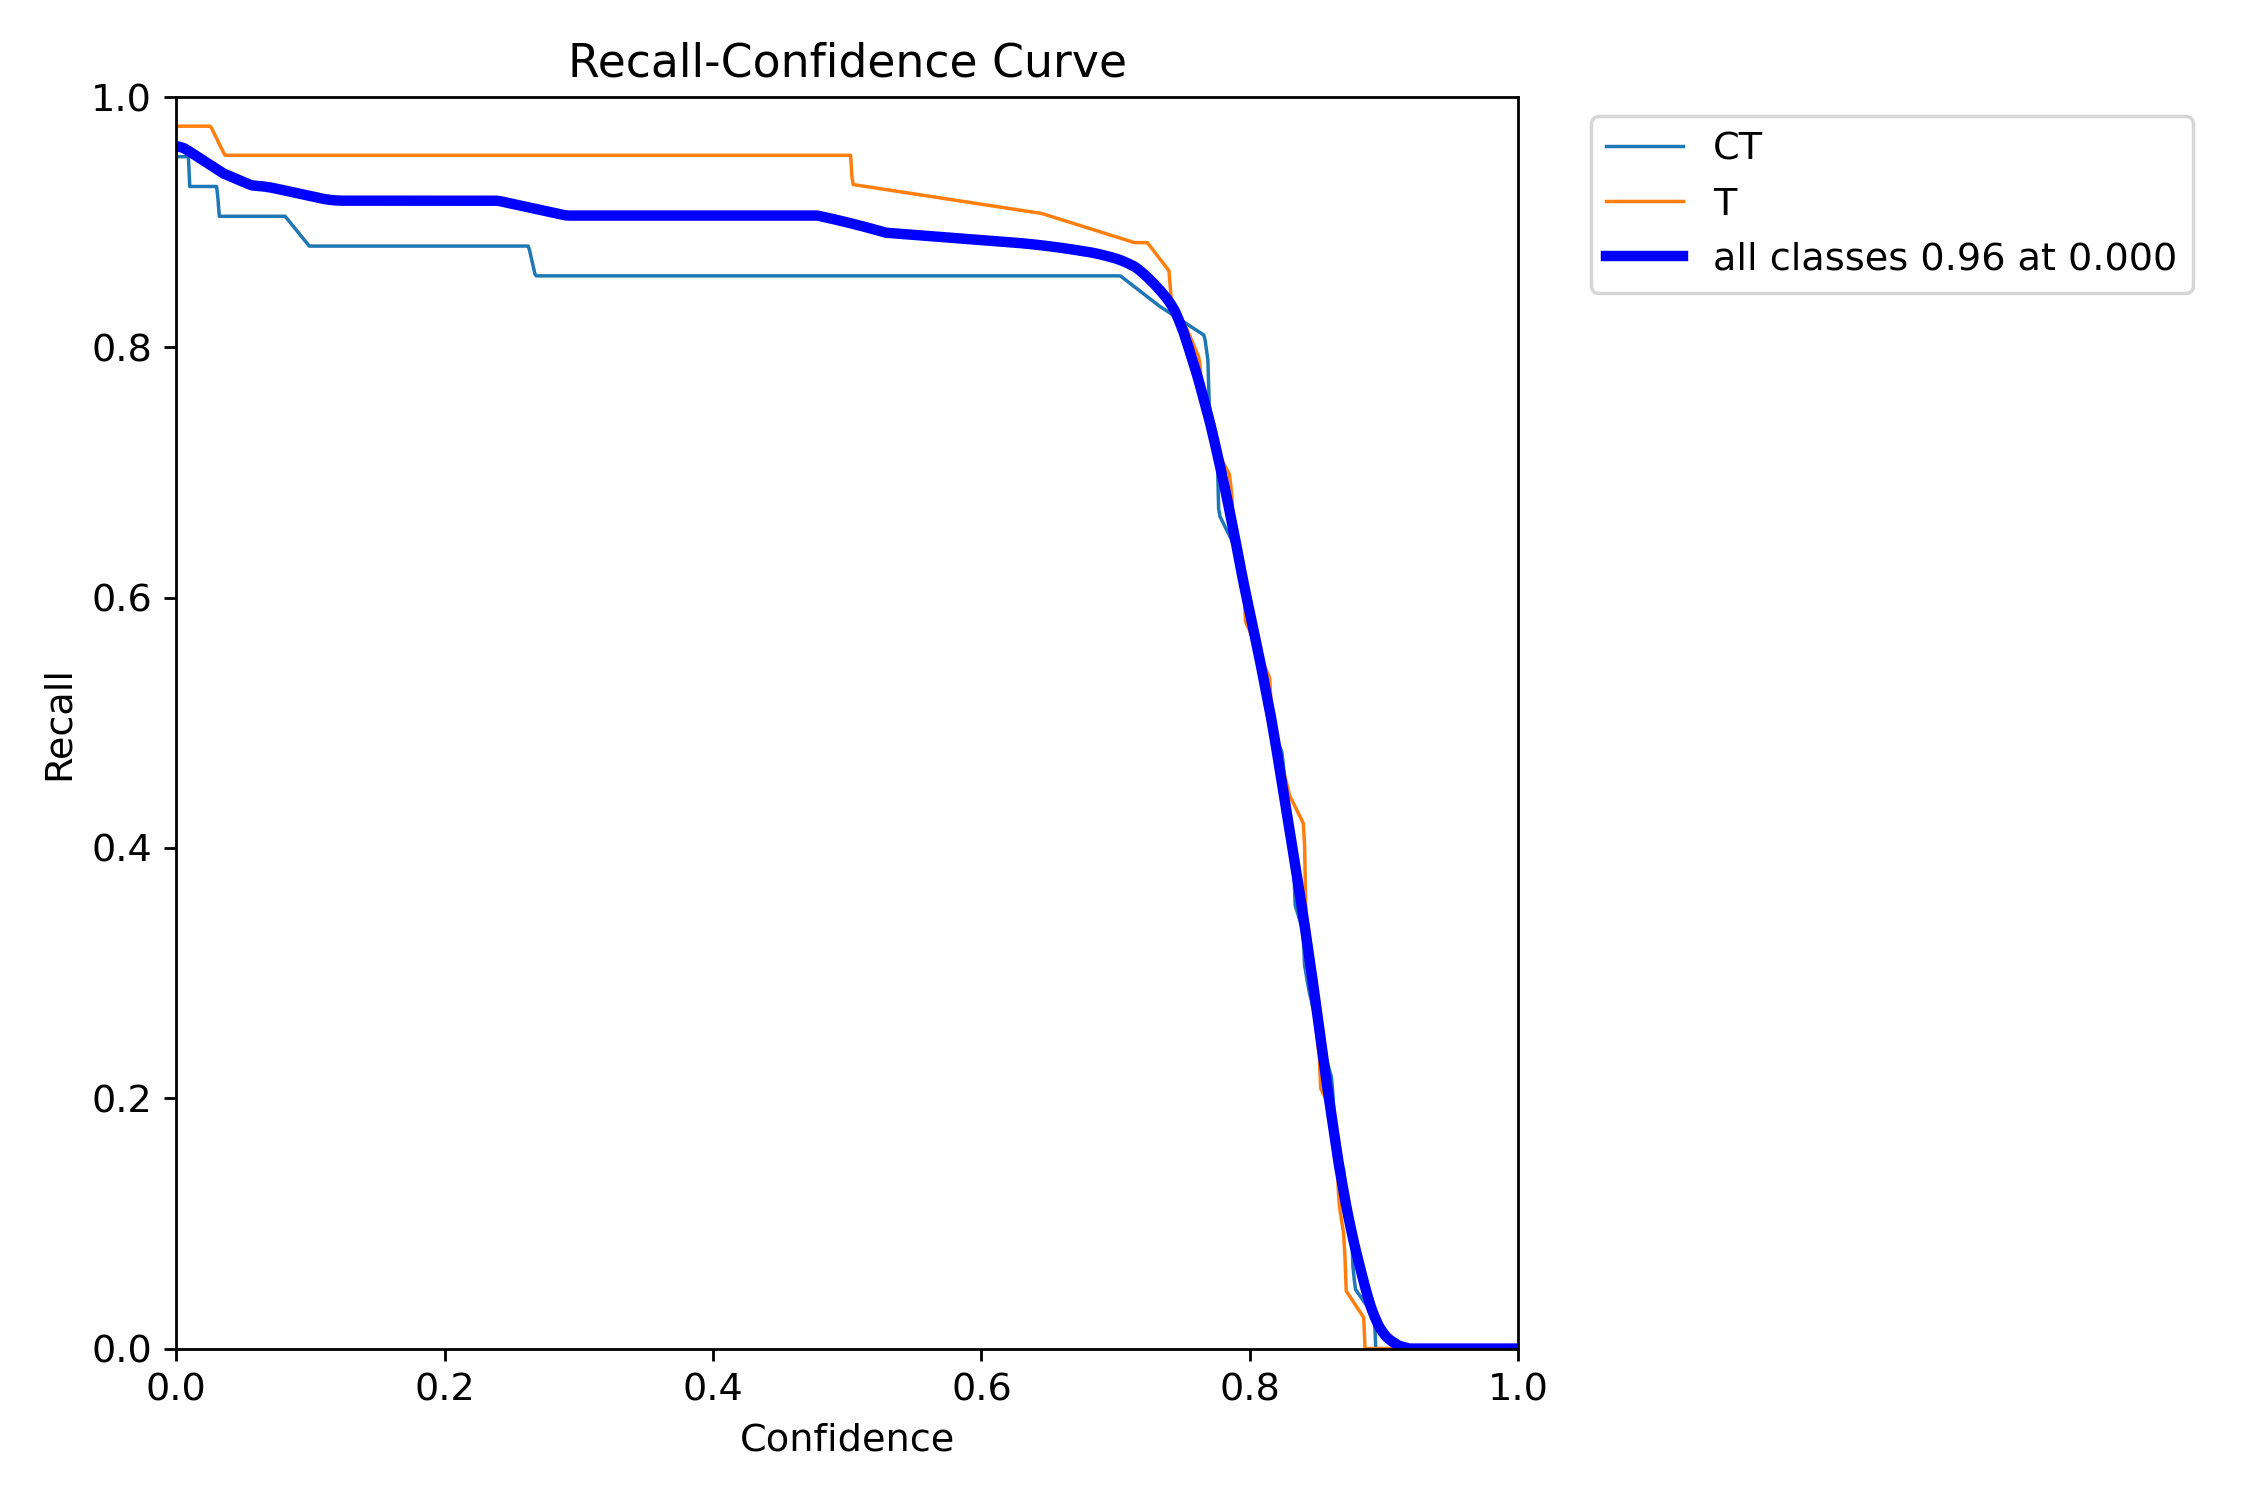 Recall-Confidence Curve
1.0
0.8
0.6
0.4
0.2
0.0
Recall
0.0 0.2 0.4 0.6 0.8 1.0
Confidence
CT
T
all classes 0.96 at 0.000